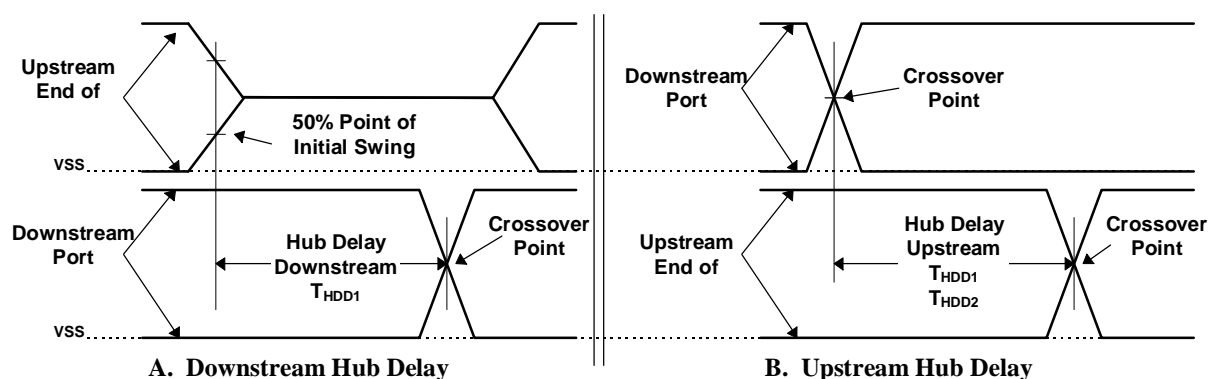 Upstream
End of
50% Point of
Initial Swing
VSS
Downstream
Port
Hub Delay
Downstream
THDD1
Crossover
Point
VSS
A. Downstream Hub Delay
Downstream
Port
Crossover
Point
Upstream
End of
Hub Delay
Upstream
THDD1
THDD2
Crossover
Point
B. Upstream Hub Delay